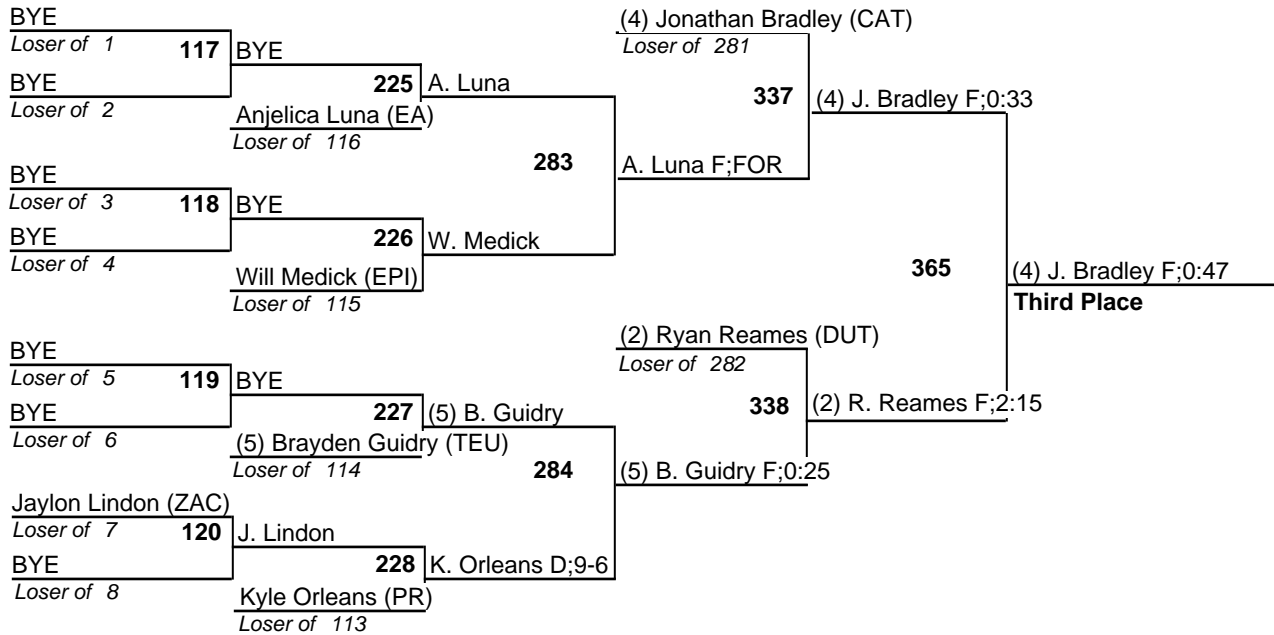 BYE
Loser of 1
117
BYE
BYE
Loser of 2
225
A. Luna
Anjelica Luna (EA)
Loser of 116
283
BYE
Loser of 3
118
BYE
BYE
Loser of 4
226
W. Medick
Will Medick (EPI)
Loser of 115
(4) Jonathan Bradley (CAT)
Loser of 281
337
(4) J. Bradley F;0:33
A. Luna F;FOR
365
(4) J. Bradley F;0:47
Third Place
BYE
Loser of 5
119
BYE
BYE
Loser of 6
227
(5) B. Guidry
(5) Brayden Guidry (TEU)
Loser of 114
284
Jaylon Lindon (ZAC)
Loser of 7
120
J. Lindon
BYE
Loser of 8
228
K. Orleans D;9-6
Kyle Orleans (PR)
Loser of 113
(2) Ryan Reames (DUT)
Loser of 282
338
(2) R. Reames F;2:15
(5) B. Guidry F;0:25